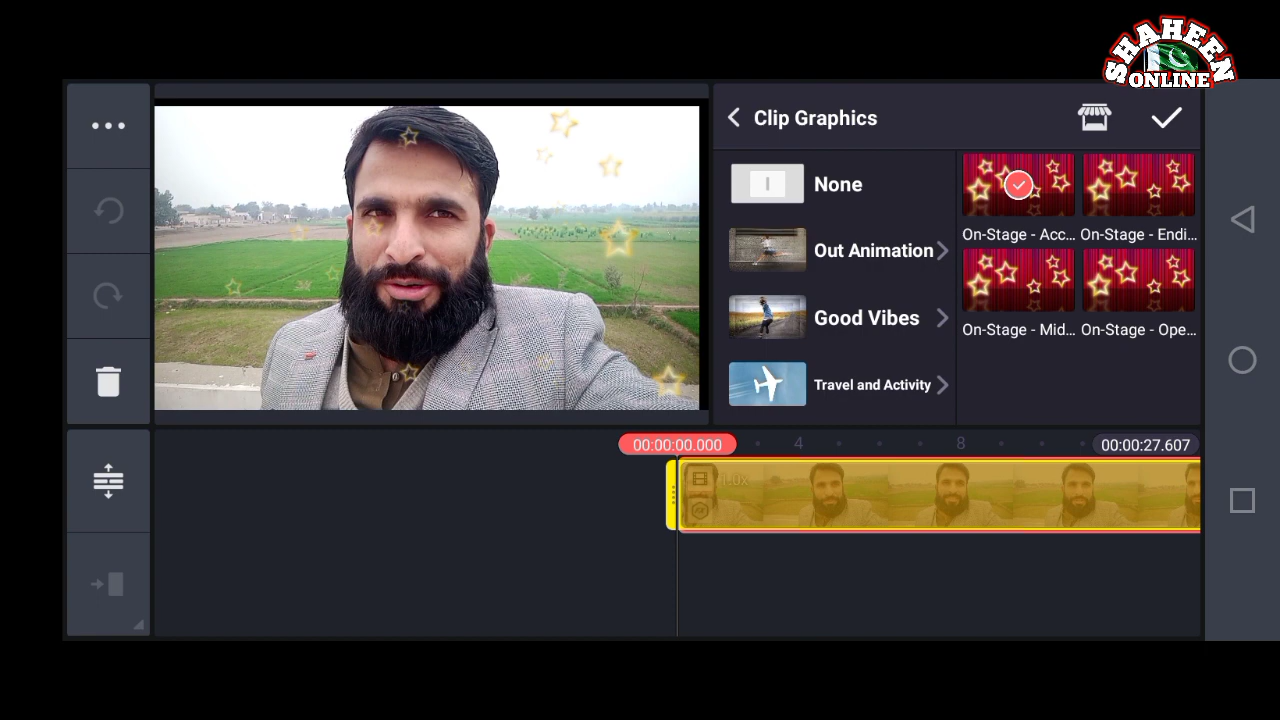 SHAHEEN
ONLINE
Clip Graphics
None
Out Animation
Good Vibes
Travel and Activity
On-Stage - Acc...
On-Stage - Endi...
On-Stage - Mid...
On-Stage - Ope...
00:00:00.000
4
8
00:00:27.607